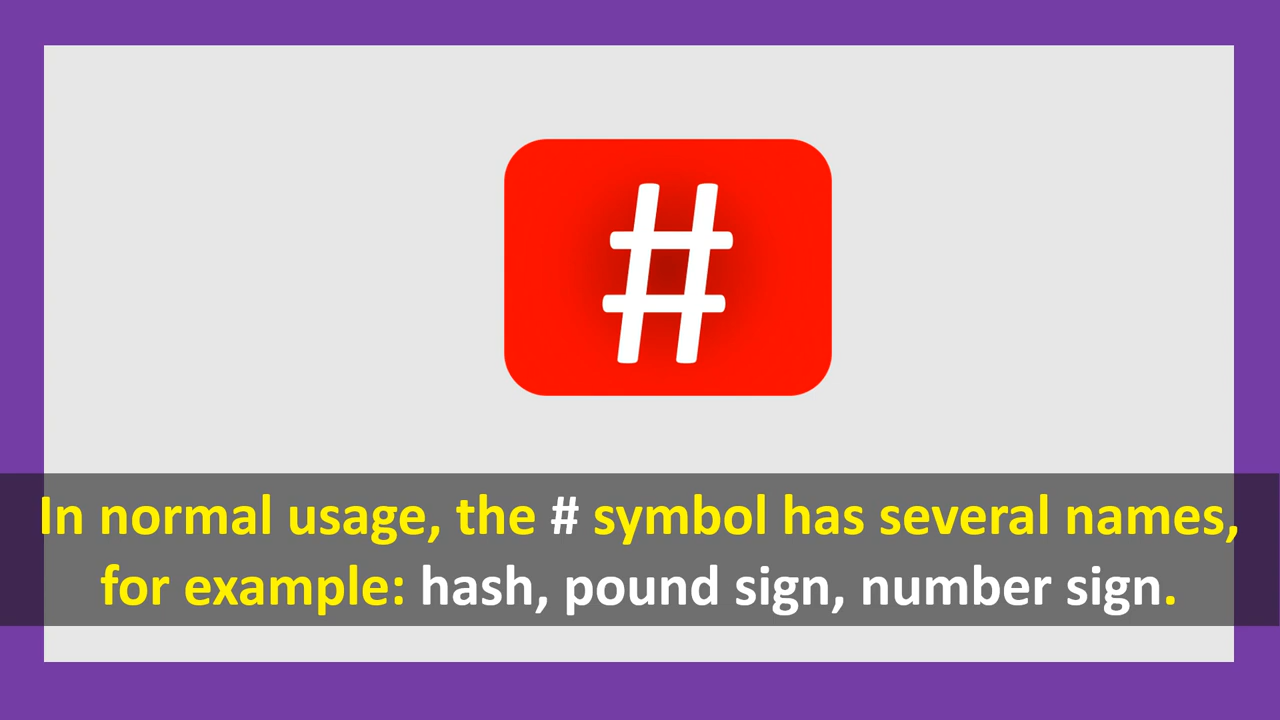 #
In normal usage, the # symbol has several names,
for example: hash, pound sign, number sign.